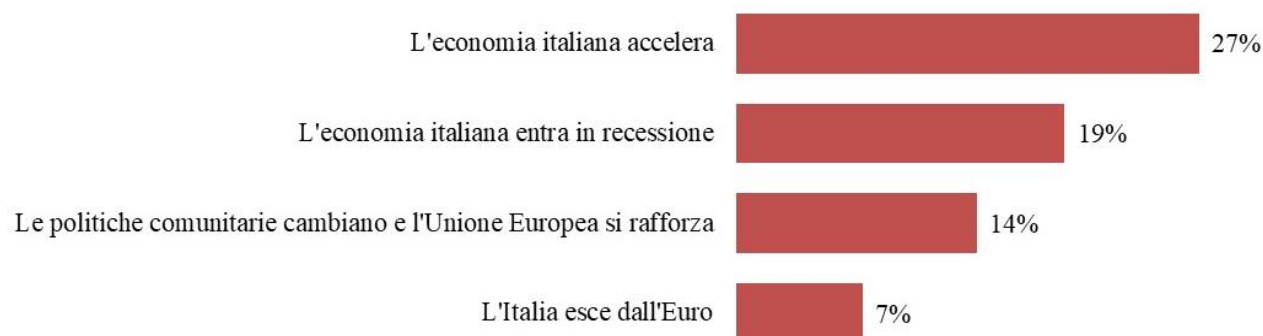 L'economia italiana accelera 27%
L'economia italiana entra in recessione 19%
Le politiche comunitarie cambiano e l'Unione Europea si rafforza 14%
L'Italia esce dall'Euro 7%